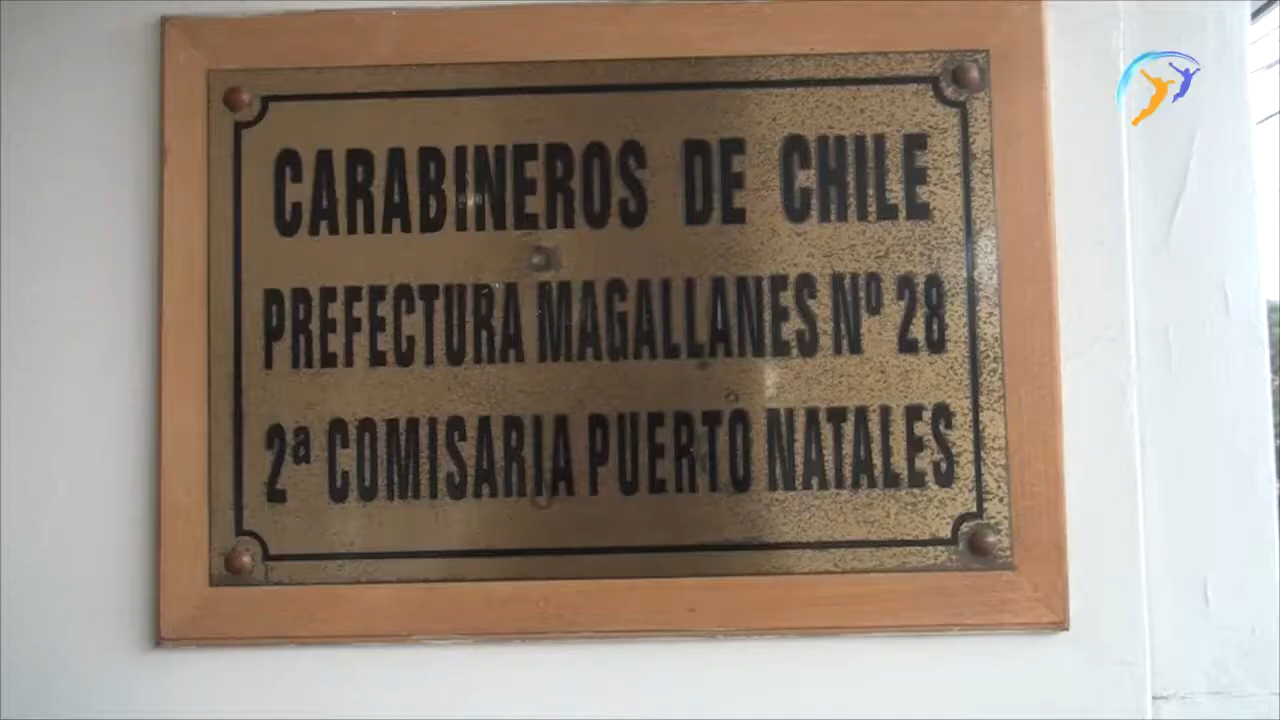 CARABINEROS DE CHILE
PREFECTURA MAGALLANES Nº 28
2ª COMISARIA PUERTO NATALES